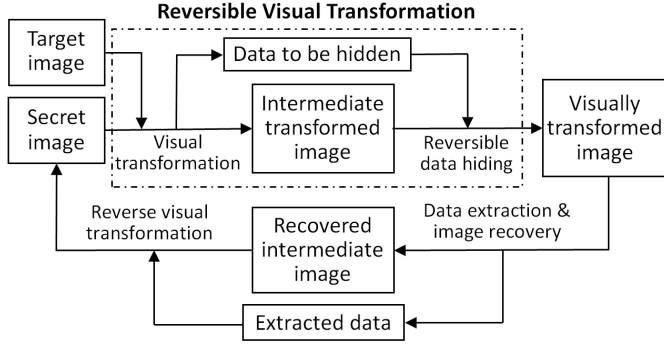 Reversible Visual Transformation
Target
image
Data to be hidden
Secret
image
Visual
transformation
Intermediate
transformed
image
Reversible
data hiding
Visually
transformed
image
Reverse visual
transformation
Recovered
intermediate
image
Data extraction &
image recovery
Extracted data